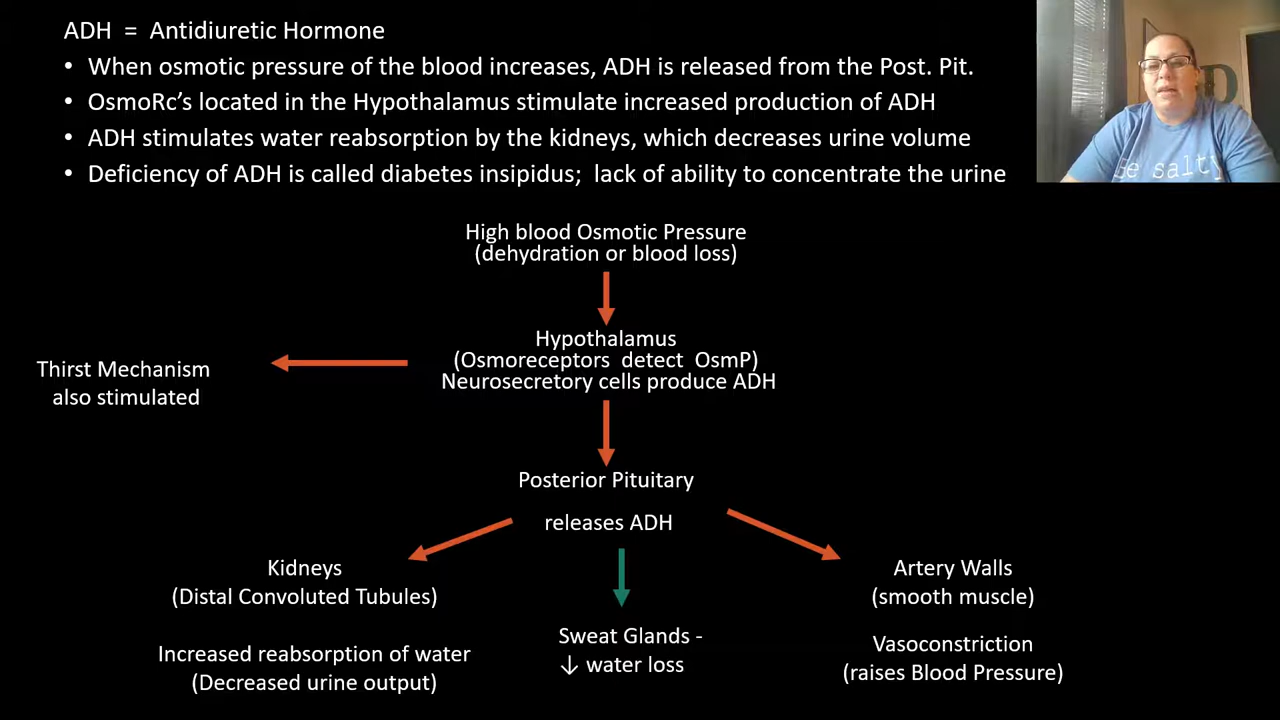 ADH = Antidiuretic Hormone
• When osmotic pressure of the blood increases, ADH is released from the Post. Pit.
• OsmoRc's located in the Hypothalamus stimulate increased production of ADH
• ADH stimulates water reabsorption by the kidneys, which decreases urine volume
• Deficiency of ADH is called diabetes insipidus; lack of ability to concentrate the urine
salty
High blood Osmotic Pressure
(dehydration or blood loss)
Hypothalamus
(Osmoreceptors detect OsmP)
Neurosecretory cells produce ADH
Thirst Mechanism
also stimulated
Posterior Pituitary
releases ADH
Kidneys
(Distal Convoluted Tubules)
Increased reabsorption of water
(Decreased urine output)
Sweat Glands -
↓ water loss
Artery Walls
(smooth muscle)
Vasoconstriction
(raises Blood Pressure)